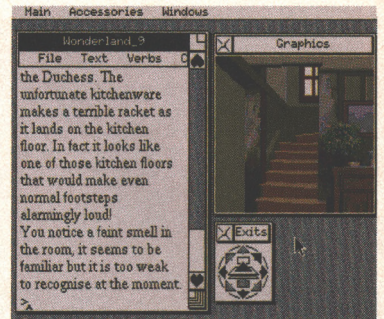 Main Accessories Windows
Wonderland_9
File Text Verbs C
the Duchess. The
unfortunate kitchenware
makes a terrible racket as
it lands on the kitchen
floor. In fact it looks like
one of those kitchen floors
that would make even
normal footsteps
alarmingly loud!
You notice a faint smell in
the room, it seems to be
familiar but it is too weak
to recognise at the moment.
>
Graphics
Exits